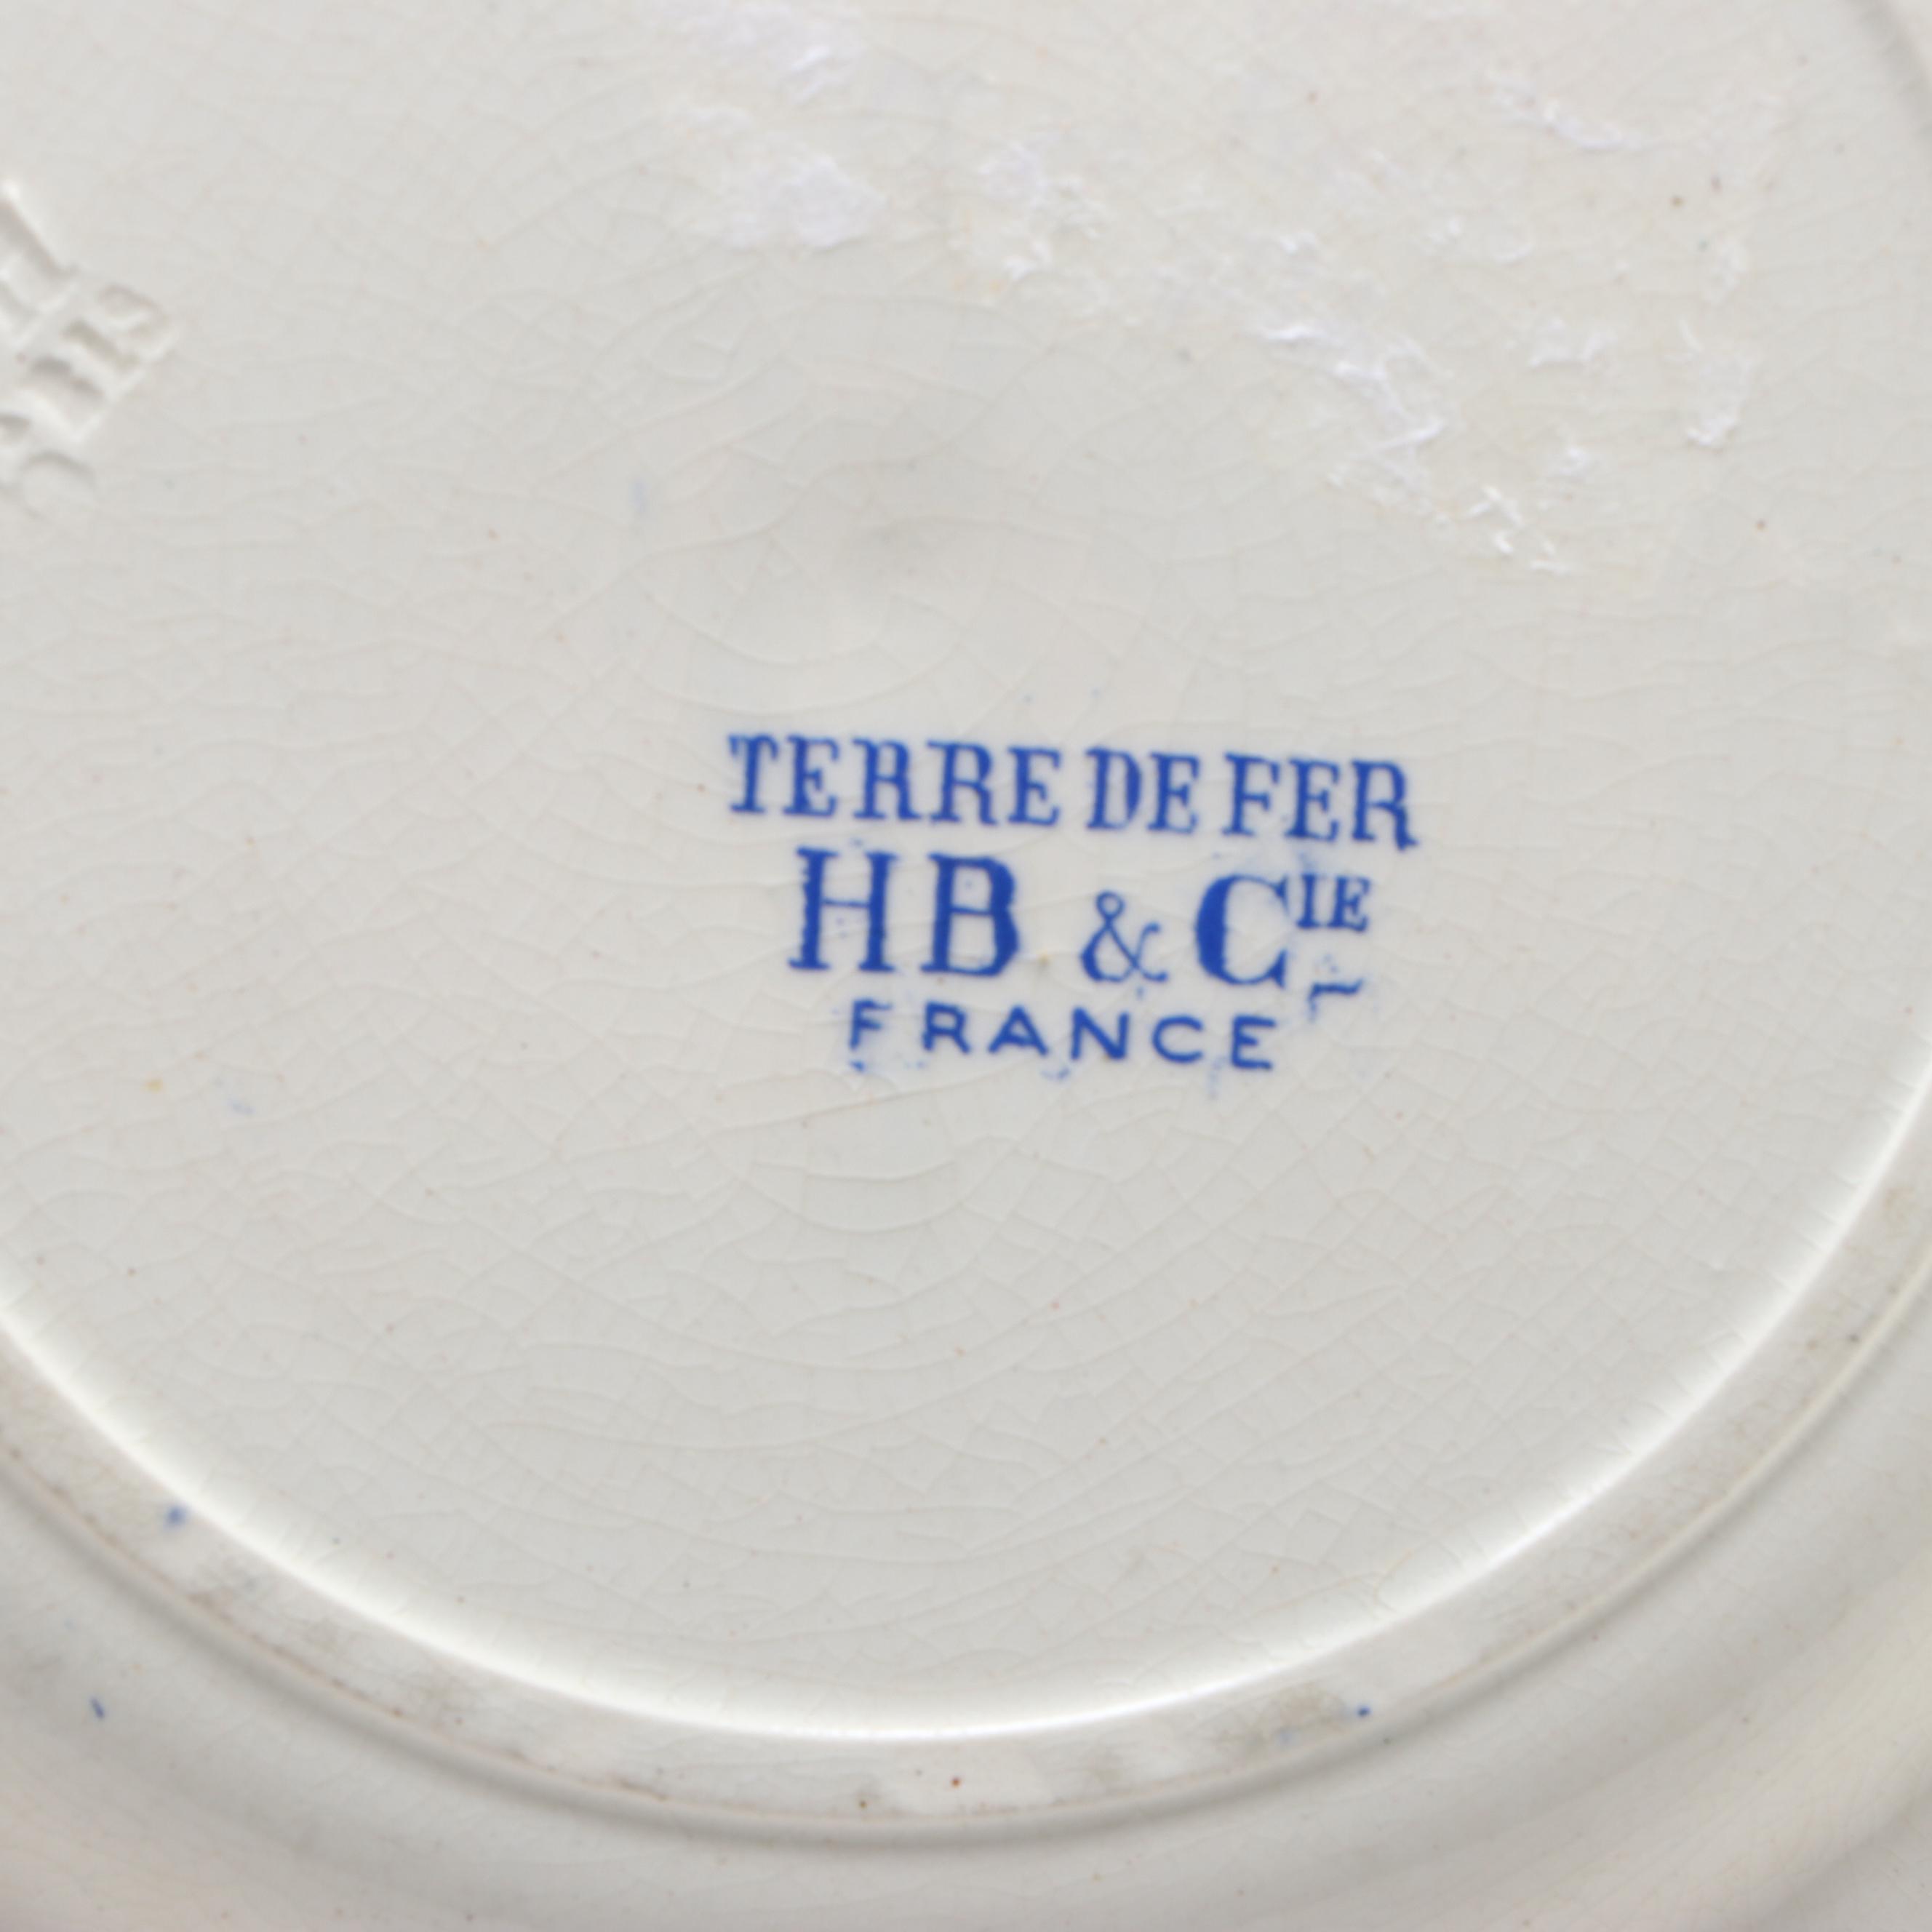 TERRE DE FER
HB & CIE
FRANCE